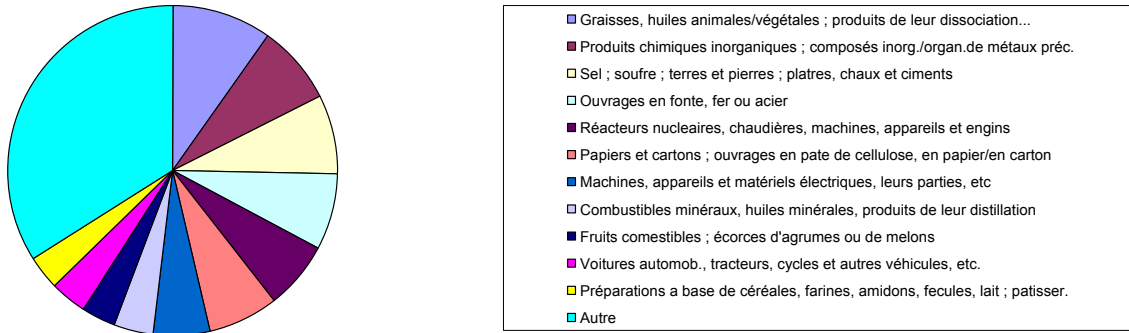 Graisses, huiles animales/végétales ; produits de leur dissociation...
Produits chimiques inorganiques ; composés inorg./organ.de métaux préc.
Sel ; soufre ; terres et pierres ; platres, chaux et ciments
Ouvrages en fonte, fer ou acier
Réacteurs nucleaires, chaudières, machines, appareils et engins
Papiers et cartons ; ouvrages en pate de cellulose, en papier/en carton
Machines, appareils et matériels électriques, leurs parties, etc
Combustibles minéraux, huiles minérales, produits de leur distillation
Fruits comestibles ; écorces d'agrumes ou de melons
Voitures automob., tracteurs, cycles et autres véhicules, etc.
Préparations a base de céréales, farines, amidons, fecules, lait ; patisser.
Autre